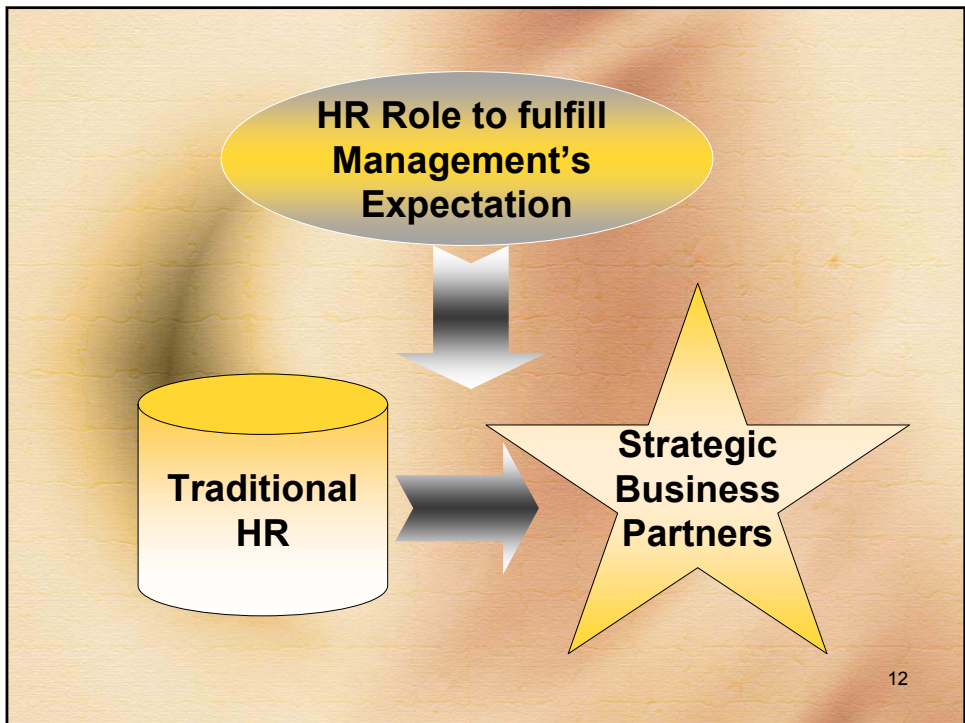 HR Role to fulfill
Management’s
Expectation
Traditional
HR
Strategic
Business
Partners
12